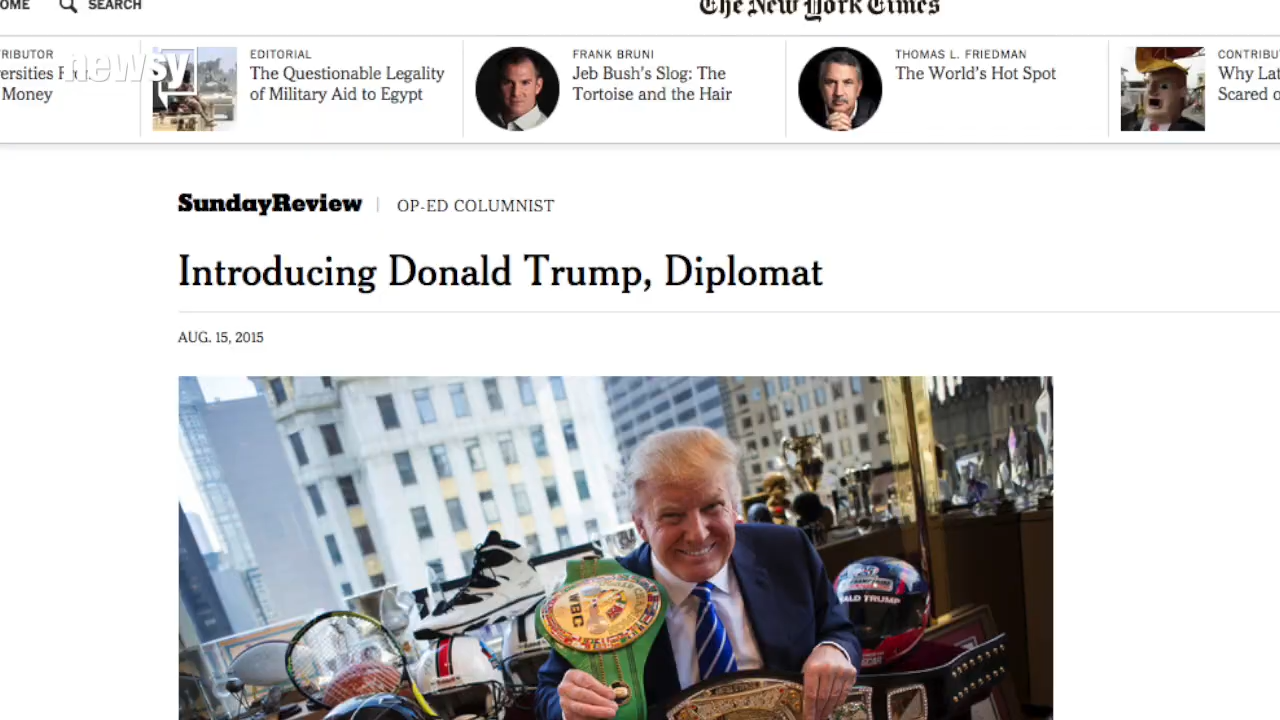 OME
SEARCH
The New York Times
newsy
RIBUTOR
ersities
Money
EDITORIAL
The Questionable Legality
of Military Aid to Egypt
FRANK BRUNI
Jeb Bush's Slog: The
Tortoise and the Hair
THOMAS L. FRIEDMAN
The World's Hot Spot
CONTRIBU
Why Lat
Scared o
SundayReview | OP-ED COLUMNIST
Introducing Donald Trump, Diplomat
AUG. 15, 2015
WBC
ALD TRUMP